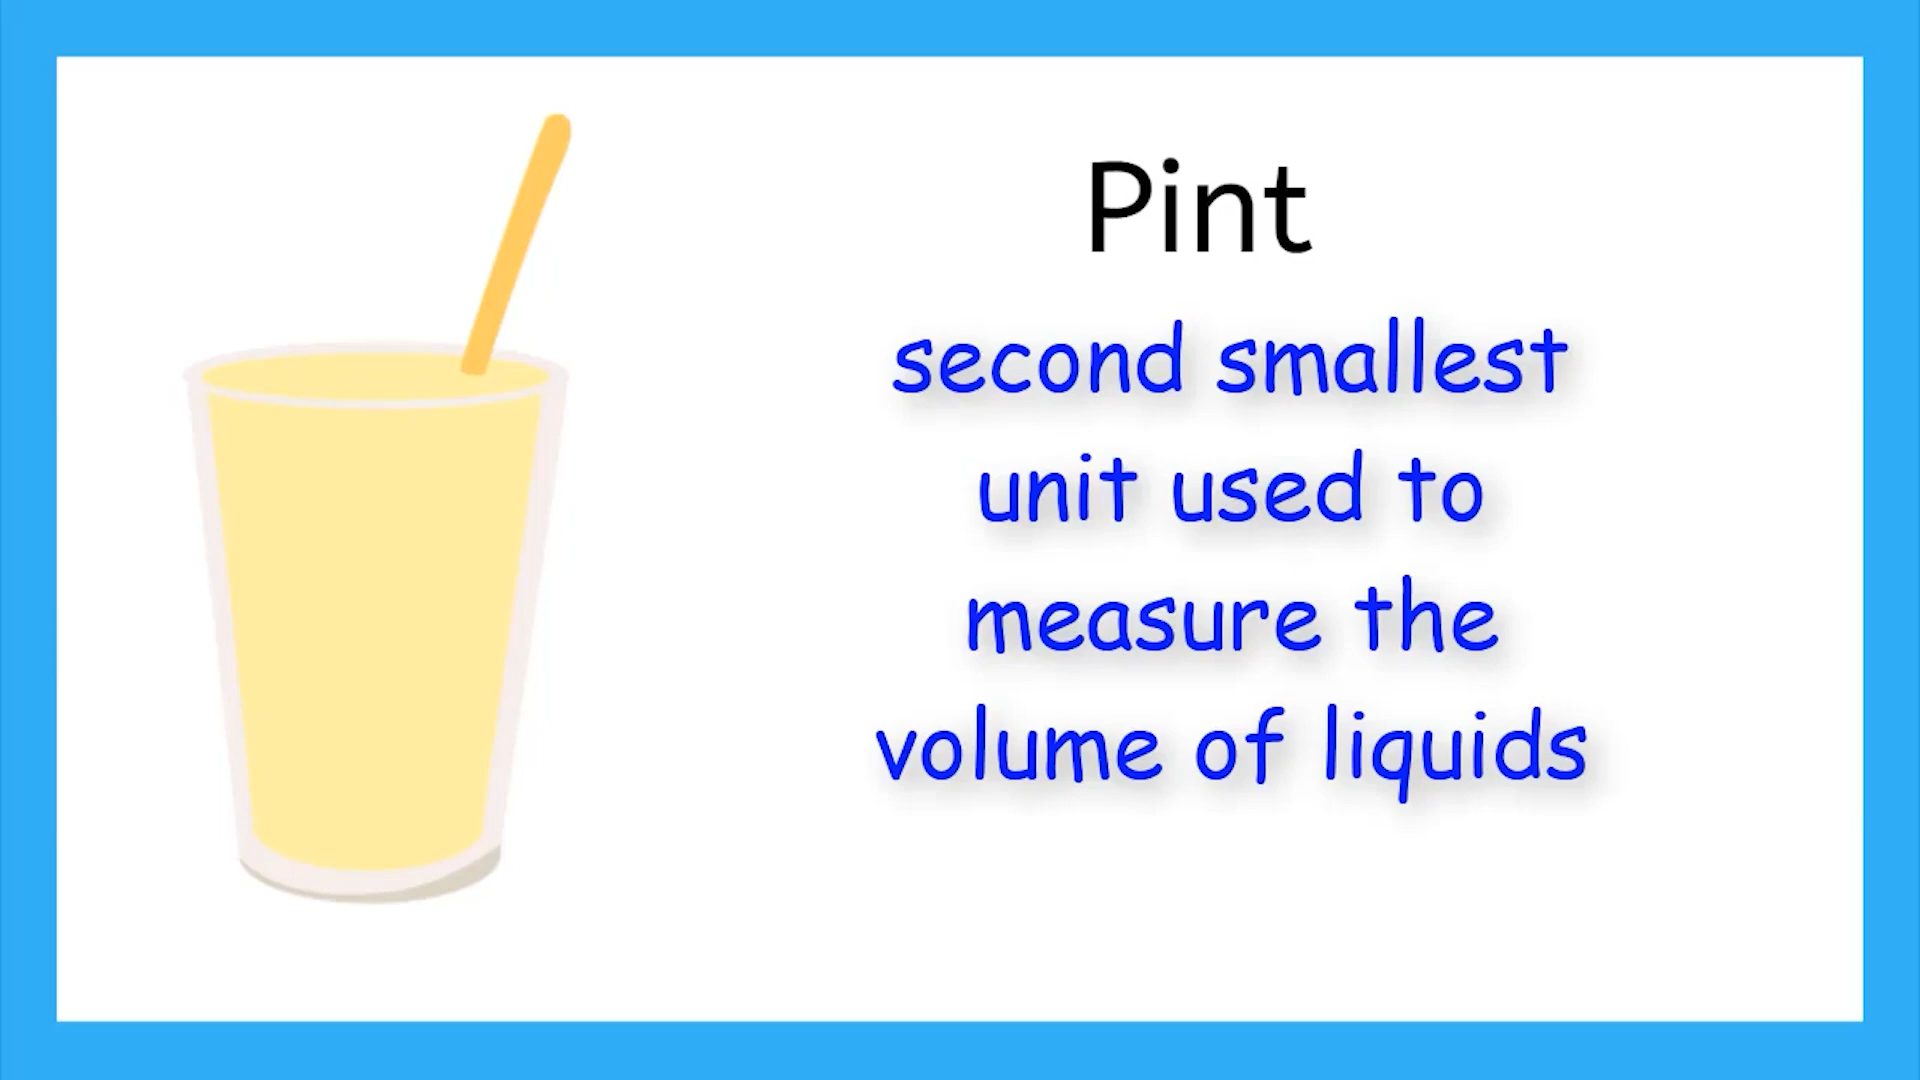 Pint
second smallest
unit used to
measure the
volume of liquids